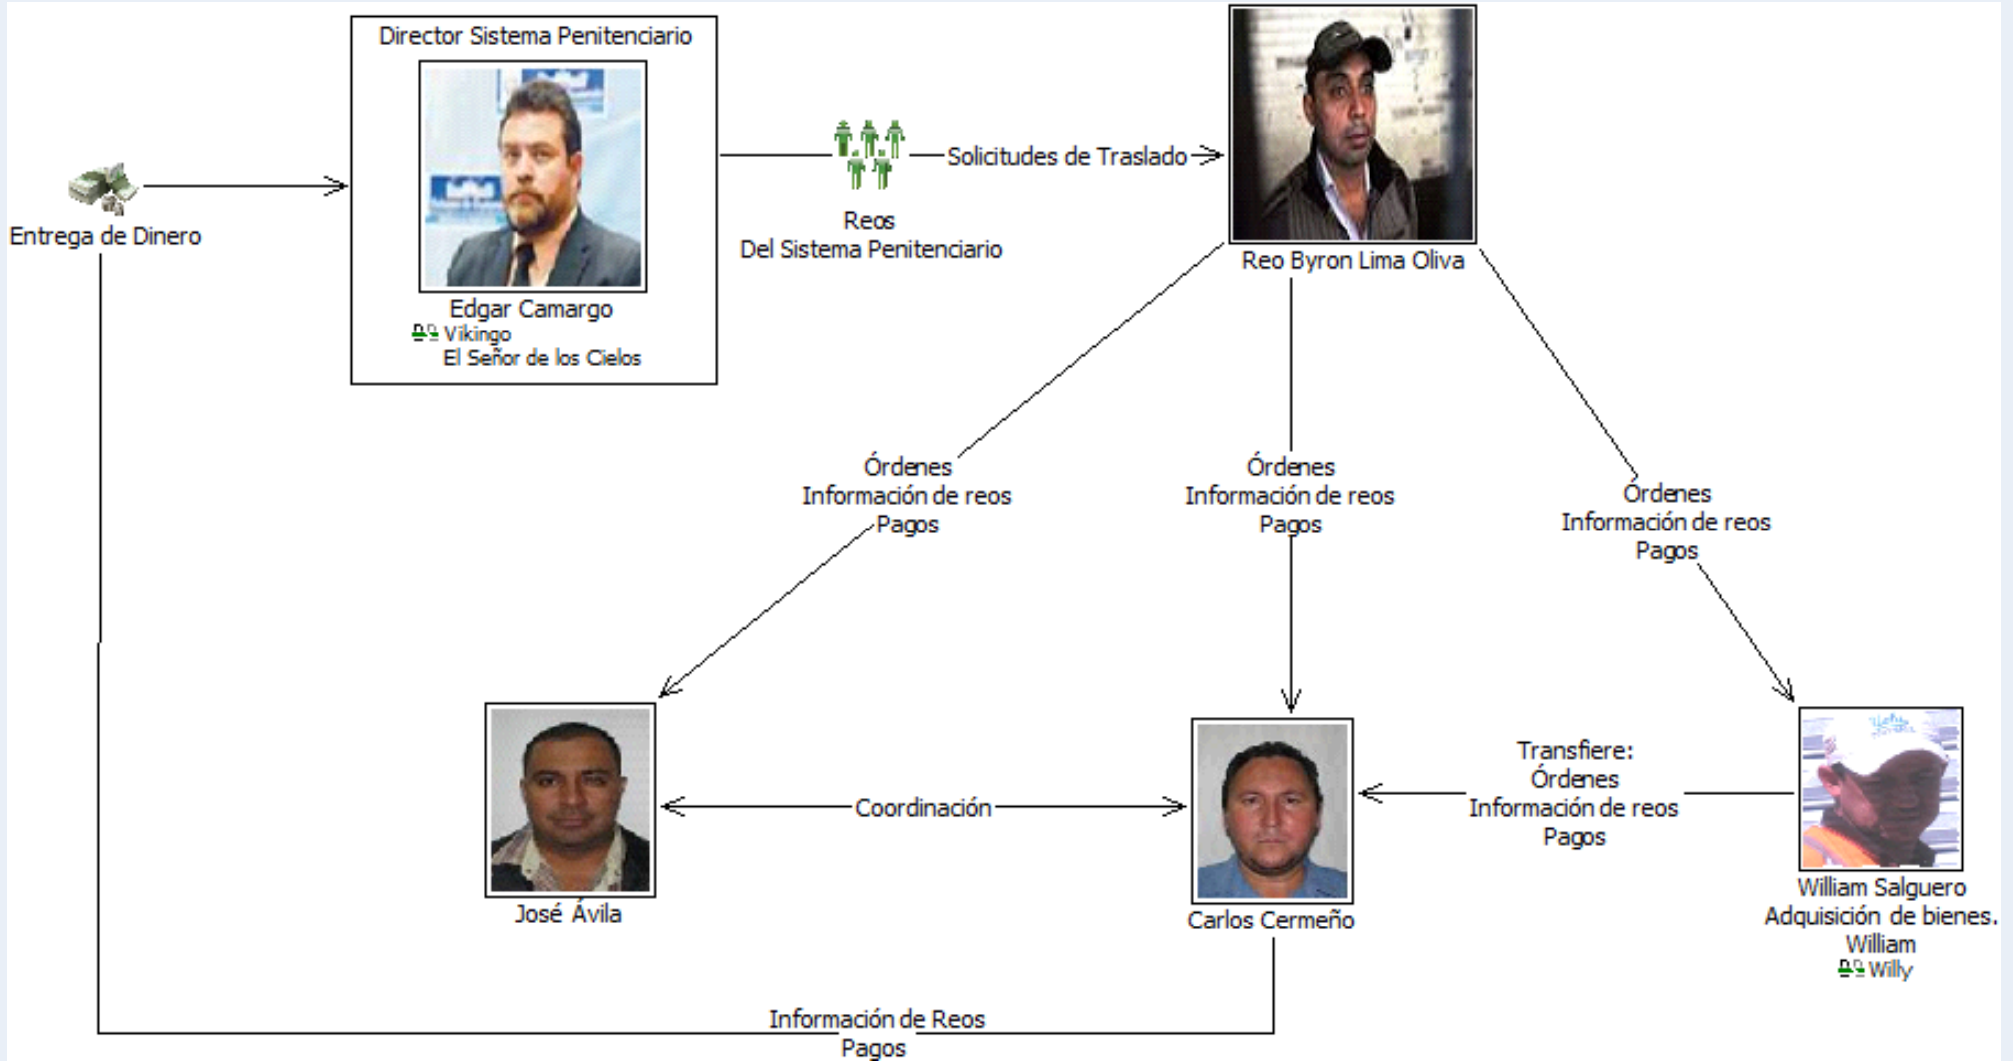 Director Sistema Penitenciario
Entrega de Dinero
Edgar Camargo
Vikingo
El Señor de los Cielos
Solicitudes de Traslado
Reos
Del Sistema Penitenciario
Reo Byron Lima Oliva
Órdenes
Información de reos
Pagos
Órdenes
Información de reos
Pagos
Órdenes
Información de reos
Pagos
José Ávila
Coordinación
Carlos Cermeño
Transfiere:
Órdenes
Información de reos
Pagos
William Salguero
Adquisición de bienes.
William
Willy
Información de Reos
Pagos